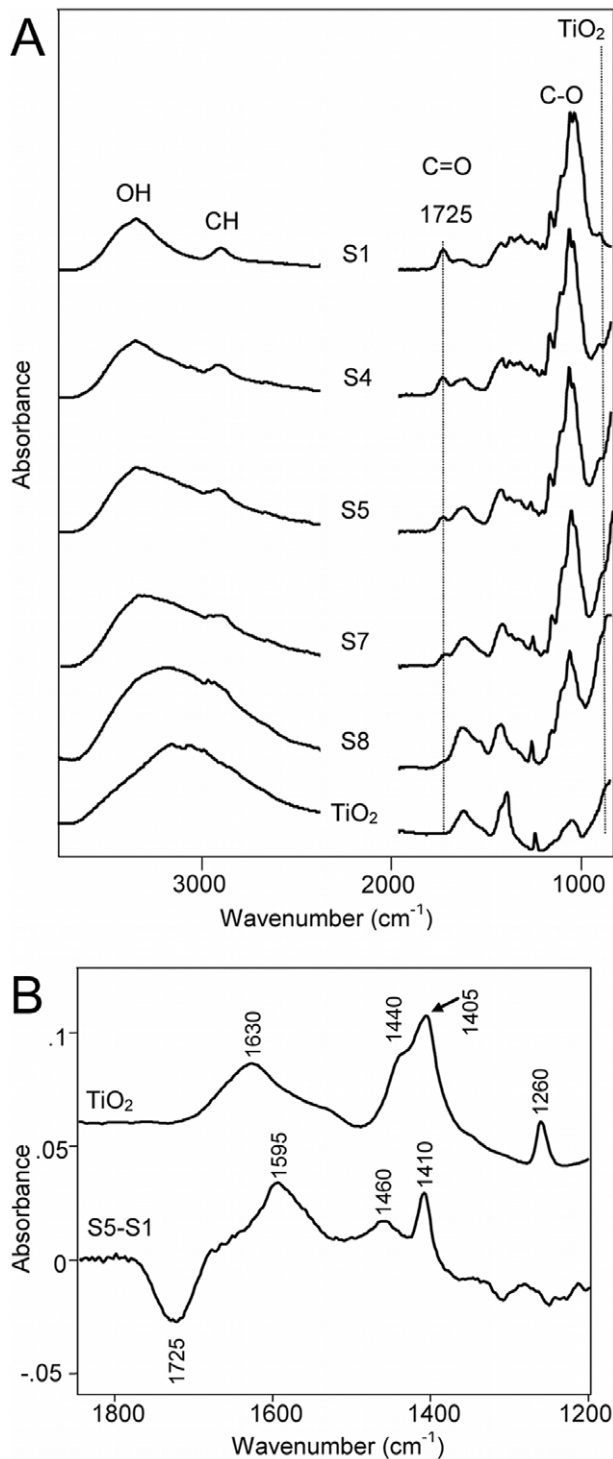 A
TiO2
C-O
C=O
OH
CH
1725
S1
S4
S5
S7
S8
TiO2
Absorbance
3000
2000
1000
Wavenumber (cm-1)
B
.1
1630
1440
1405
1260
TiO2
.05
1595
1460
1410
S5-S1
0
1725
-.05
Absorbance
1800
1600
1400
1200
Wavenumber (cm-1)